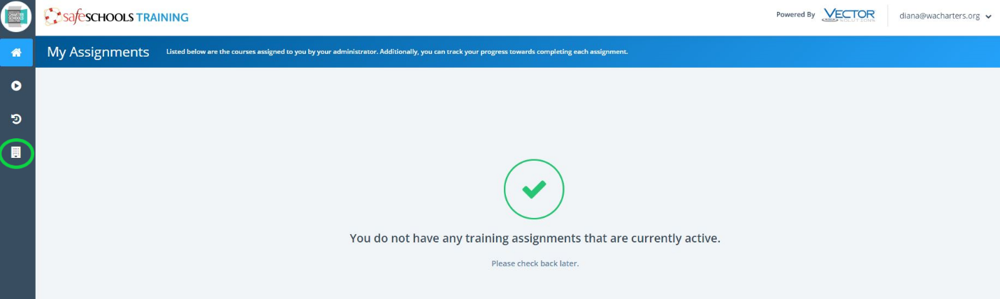 CHARTER
SCHOOLS
safeSCHOOLS TRAINING
Powered By VECTOR
SOLUTIONS
diana@wacharters.org
My Assignments
Listed below are the courses assigned to you by your administrator. Additionally, you can track your progress towards completing each assignment.
You do not have any training assignments that are currently active.
Please check back later.